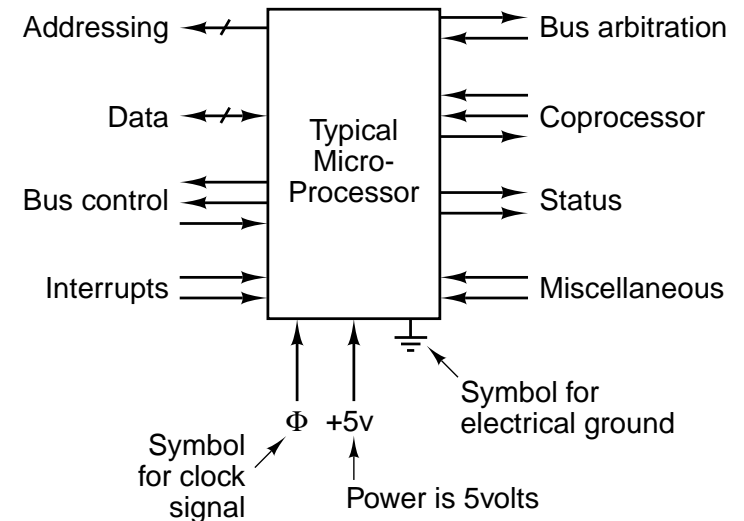 Addressing
Bus arbitration
Data
Typical
Micro-
Processor
Coprocessor
Bus control
Status
Interrupts
Miscellaneous
Φ
+5v
Symbol for
electrical ground
Symbol
for clock
signal
Power is 5volts